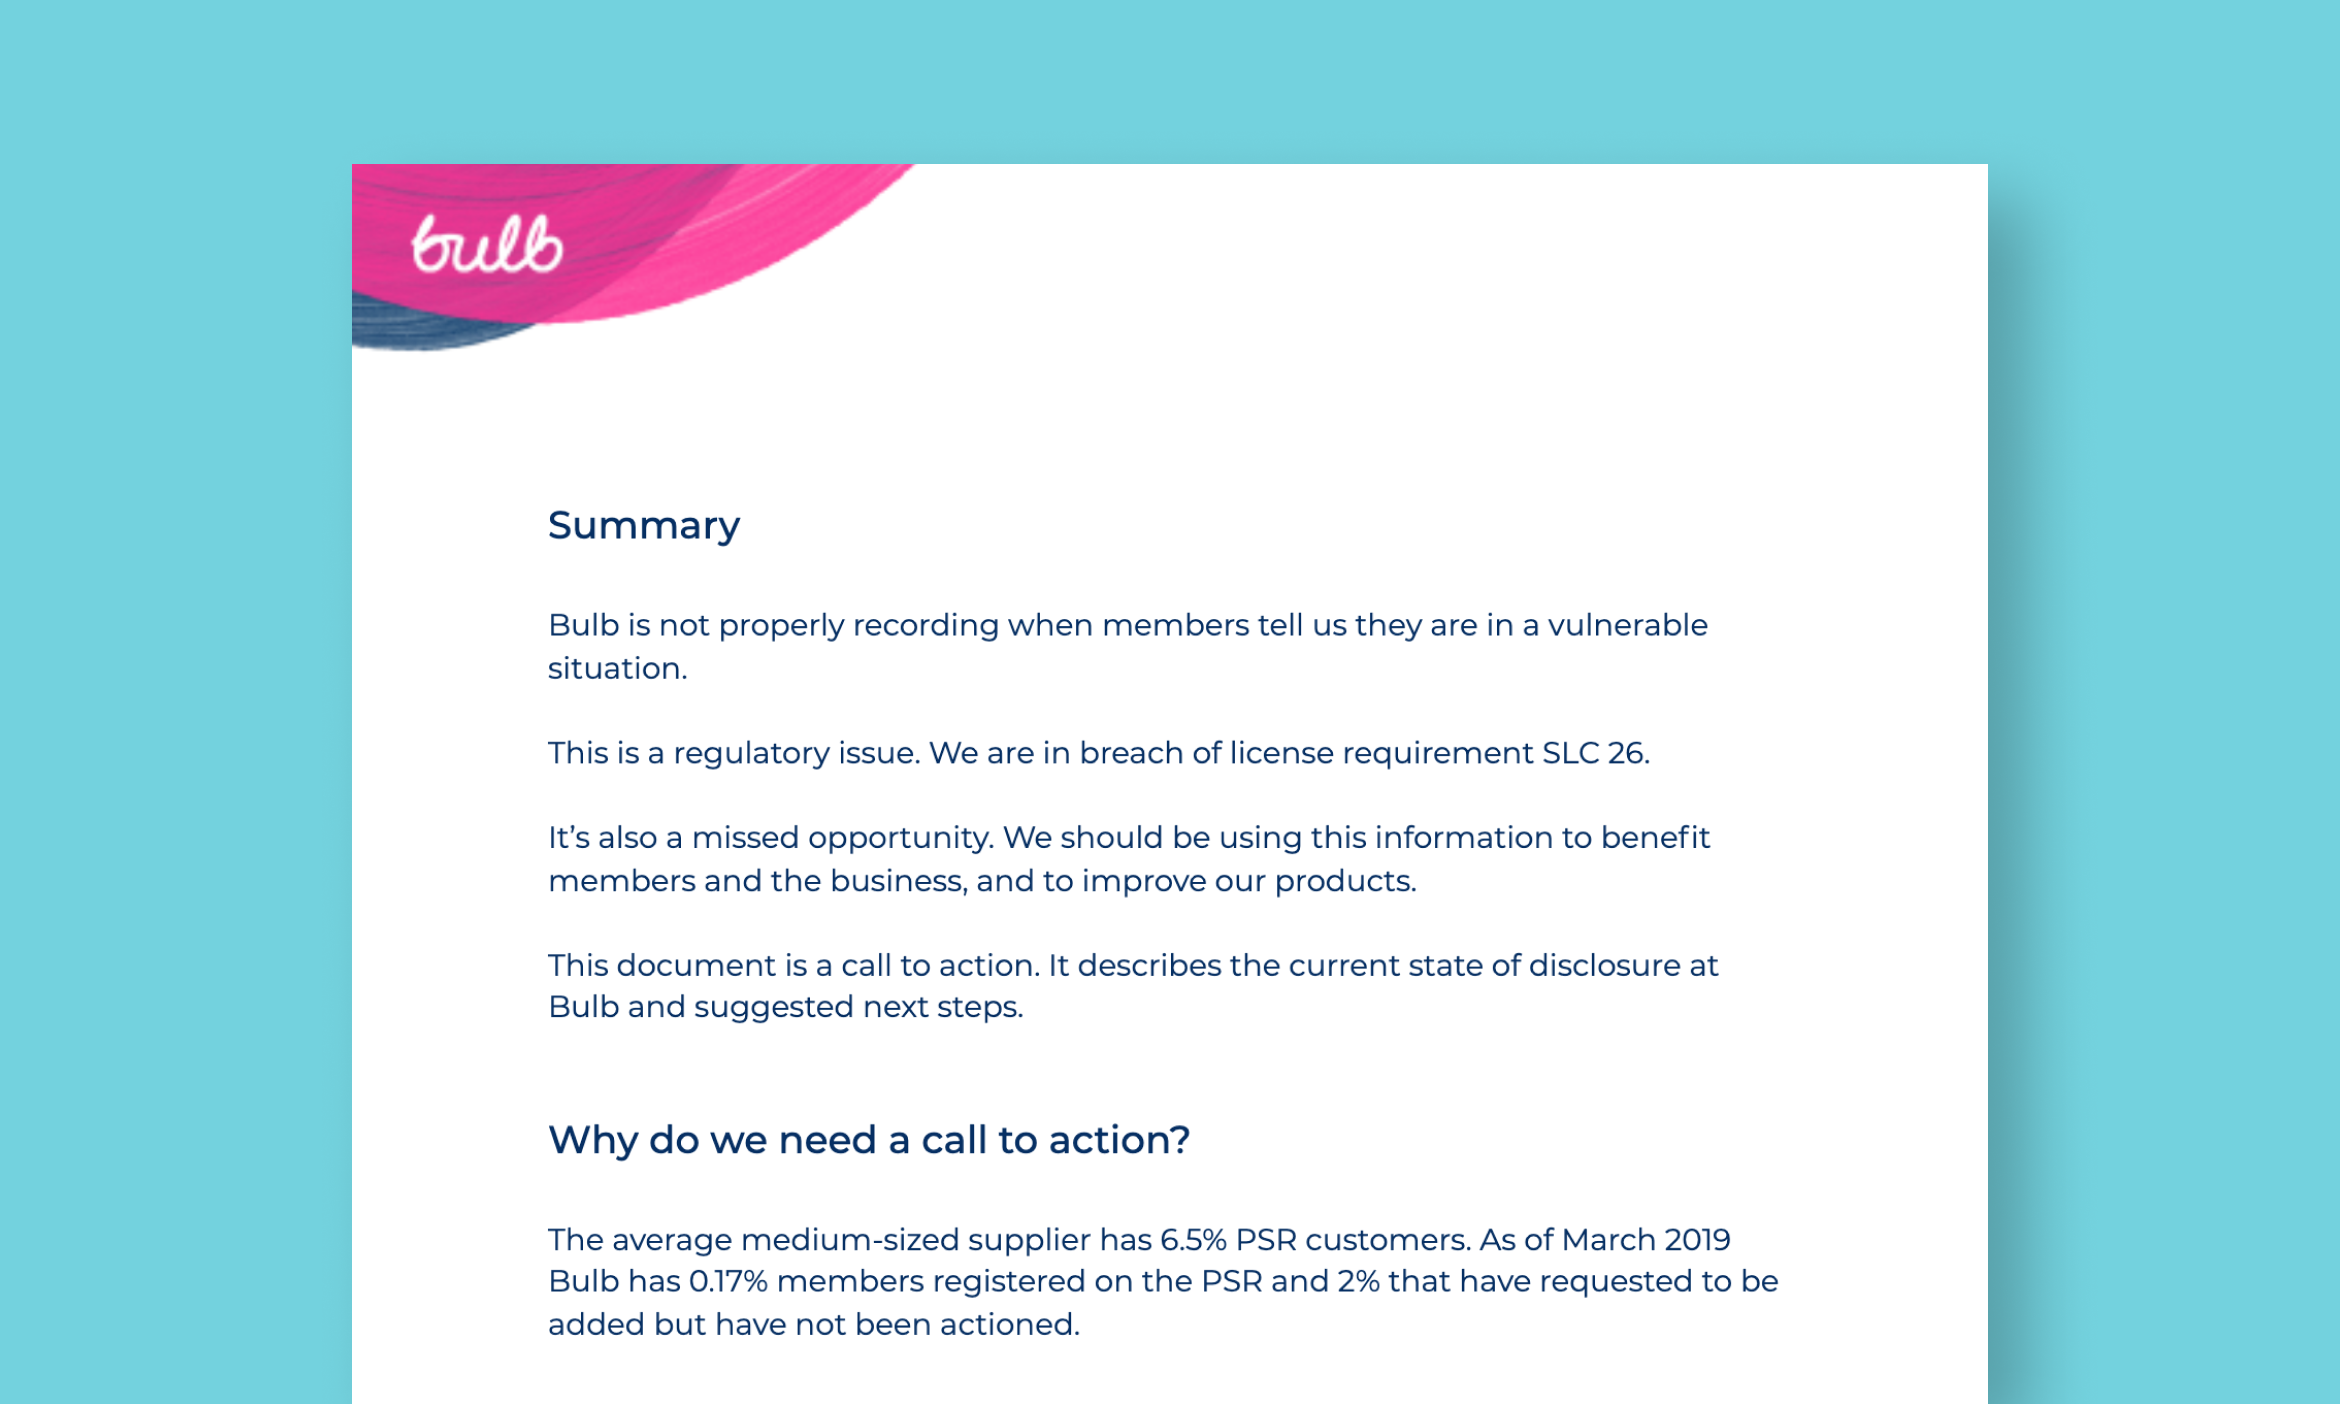 bulb
Summary
Bulb is not properly recording when members tell us they are in a vulnerable
situation.
This is a regulatory issue. We are in breach of license requirement SLC 26.
It’s also a missed opportunity. We should be using this information to benefit
members and the business, and to improve our products.
This document is a call to action. It describes the current state of disclosure at
Bulb and suggested next steps.
Why do we need a call to action?
The average medium-sized supplier has 6.5% PSR customers. As of March 2019
Bulb has 0.17% members registered on the PSR and 2% that have requested to be
added but have not been actioned.